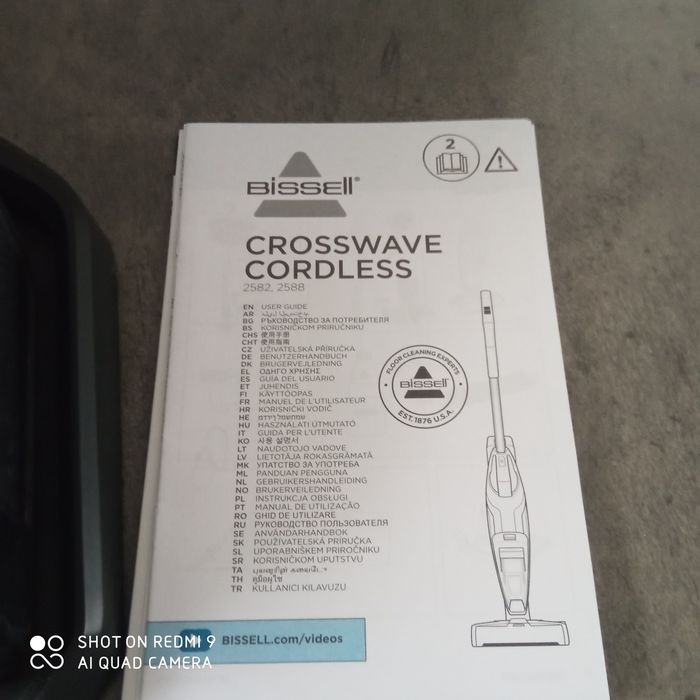 2
BISSELL®
CROSSWAVE
CORDLESS
2582, 2588
EN USER GUIDE
AR
BG РЪКОВОДСТВО ЗА ПОТРЕБИТЕЛЯ
BS KORISNIČKOM PRIRUČNIKU
CHS 使用手册
CHT 使用指南
CZ UŽIVATELSKÁ PŘÍRUČKA
DE BENUTZERHANDBUCH
DK BRUGERVEJLEDNING
EL ΟΔΗΓΟ ΧΡΗΣΗΣ
ES GUÍA DEL USUARIO
ET JUHENDIS
FI KÄYTTÖOPAS
FR MANUEL DE L'UTILISATEUR
HR KORISNIČKI VODIČ
HE
HU HASZNÁLATI ÚTMUTATÓ
IT GUIDA PER L'UTENTE
KO 사용 설명서
LT NAUDOTOJO VADOVE
LV LIETOTĀJA ROKASGRĀMATĀ
MK УПАТСТВО ЗА УПОТРЕБА
ML PANDUAN PENGGUNA
NL GEBRUIKERSHANDLEIDING
NO BRUKERVEILEDNING
PL INSTRUKCJA OBSŁUGI
PT MANUAL DE UTILIZAÇÃO
RO GHID DE UTILIZARE
RU РУКОВОДСТВО ПОЛЬЗОВАТЕЛЯ
SE ANVÄNDARHANDBOK
SK POUŽÍVATEĽSKÁ PRÍRUČKA
SL UPORABNIŠKEM PRIROČNIKU
SR KORISNIČKOM UPUTSTVU
TA
TH คู่มือผู้ใช้
TR KULLANICI KILAVUZU
FLOOR CLEANING EXPERTS
BISSELL
EST. 1876 U.S.A.
BISSELL.com/videos
SHOT ON REDMI 9
AI QUAD CAMERA